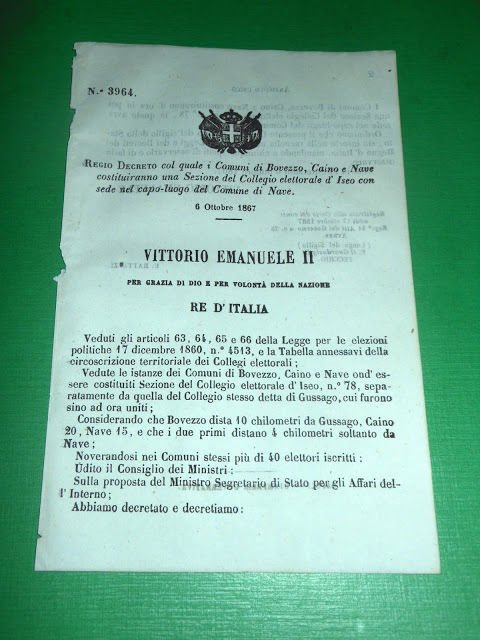 N.º 3964.
REGIO DECRETO col quale i Comuni di Bovezzo, Caino e Nave
costituiranno una Sezione del Collegio elettorale d' Iseo con
sede nel capo-luogo del Comune di Nave.
6 Ottobre 1867
VITTORIO EMANUELE II
PER GRAZIA DI DIO E PER VOLONTÀ DELLA NAZIONE
RE D' ITALIA
Veduti gli articoli 63, 64, 65 e 66 della Legge per le elezioni
politiche 17 dicembre 1860, n.° 4513, e la Tabella annessavi della
circoscrizione territoriale dei Collegi elettorali;
Vedute le istanze dei Comuni di Bovezzo, Caino e Nave ond' es-
sere costituiti Sezione del Collegio elettorale d' Iseo, n.° 78, sepa-
ratamente da quella del Collegio stesso detta di Gussago, cui furono
sino ad ora uniti;
Considerando che Bovezzo dista 10 chilometri da Gussago, Caino
20, Nave 15, e che i due primi distano 4 chilometri soltanto da
Nave;
Noverandosi nei Comuni stessi più di 40 elettori iscritti:
Udito il Consiglio dei Ministri:
Sulla proposta del Ministro Segretario di Stato per gli Affari del-
l' Interno;
Abbiamo decretato e decretiamo: